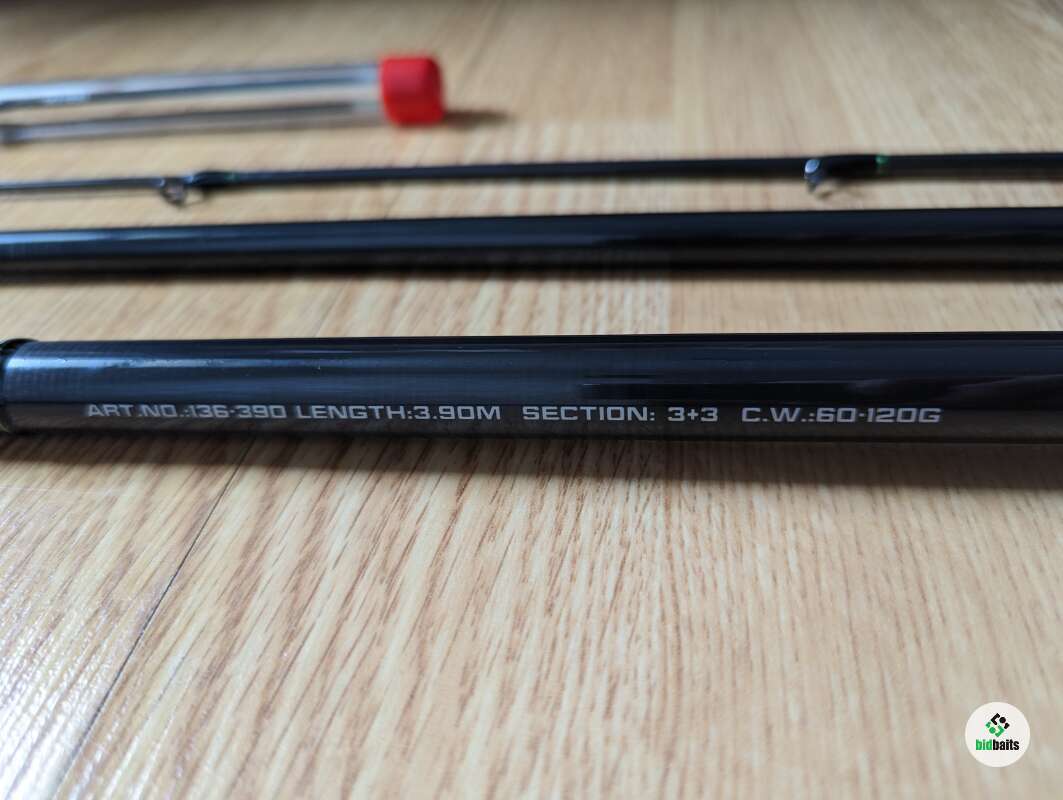 ART.NO.:136-390 LENGTH:3.90M SECTION: 3+3 C.W.:60-120G
bidbaits